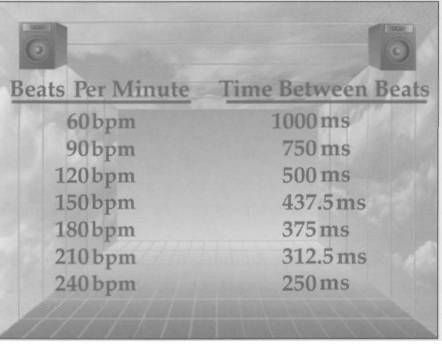 Beats Per Minute Time Between Beats
60bpm 1000ms
90bpm 750ms
120bpm 500ms
150bpm 437.5ms
180bpm 375ms
210bpm 312.5ms
240bpm 250ms